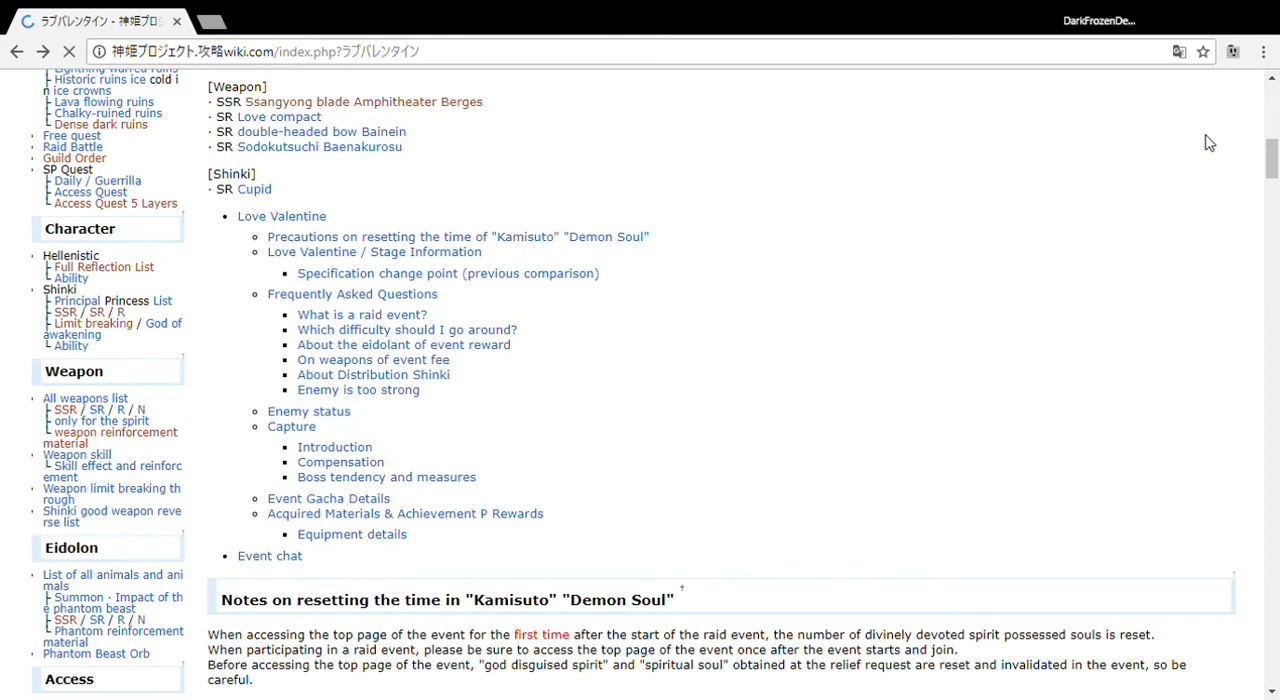 ラブバレンタイン - 神姫プロ
DarkFrozenDe...
神姫プロジェクト.攻略wiki.com/index.php?ラブバレンタイン
Historic ruins ice cold i
n ice crowns
Lava flowing ruins
Chalky-ruined ruins
Dense dark ruins
Free quest
Raid Battle
Guild Order
SP Quest
Daily / Guerrilla
Access Quest
Access Quest 5 Layers
Character
Hellenistic
Full Reflection List
Ability
Shinki
Principal Princess List
SSR / SR / R
Limit breaking / God of
awakening
Ability
Weapon
All weapons list
SSR / SR / R / N
only for the spirit
weapon reinforcement
material
Weapon skill
Skill effect and reinforc
ement
Weapon limit breaking th
rough
Shinki good weapon reve
rse list
Eidolon
List of all animals and ani
mals
Summon · Impact of th
e phantom beast
SSR / SR / R / N
Phantom reinforcement
material
Phantom Beast Orb
Access
[Weapon]
· SSR Ssangyong blade Amphitheater Berges
· SR Love compact
· SR double-headed bow Bainein
· SR Sodokutsuchi Baenakurosu
[Shinki]
· SR Cupid
Love Valentine
Precautions on resetting the time of "Kamisuto" "Demon Soul"
Love Valentine / Stage Information
Specification change point (previous comparison)
Frequently Asked Questions
What is a raid event?
Which difficulty should I go around?
About the eidolant of event reward
On weapons of event fee
About Distribution Shinki
Enemy is too strong
Enemy status
Capture
Introduction
Compensation
Boss tendency and measures
Event Gacha Details
Acquired Materials & Achievement P Rewards
Equipment details
Event chat
Notes on resetting the time in "Kamisuto" "Demon Soul" †
When accessing the top page of the event for the first time after the start of the raid event, the number of divinely devoted spirit possessed souls is reset.
When participating in a raid event, please be sure to access the top page of the event once after the event starts and join.
Before accessing the top page of the event, "god disguised spirit" and "spiritual soul" obtained at the relief request are reset and invalidated in the event, so be
careful.